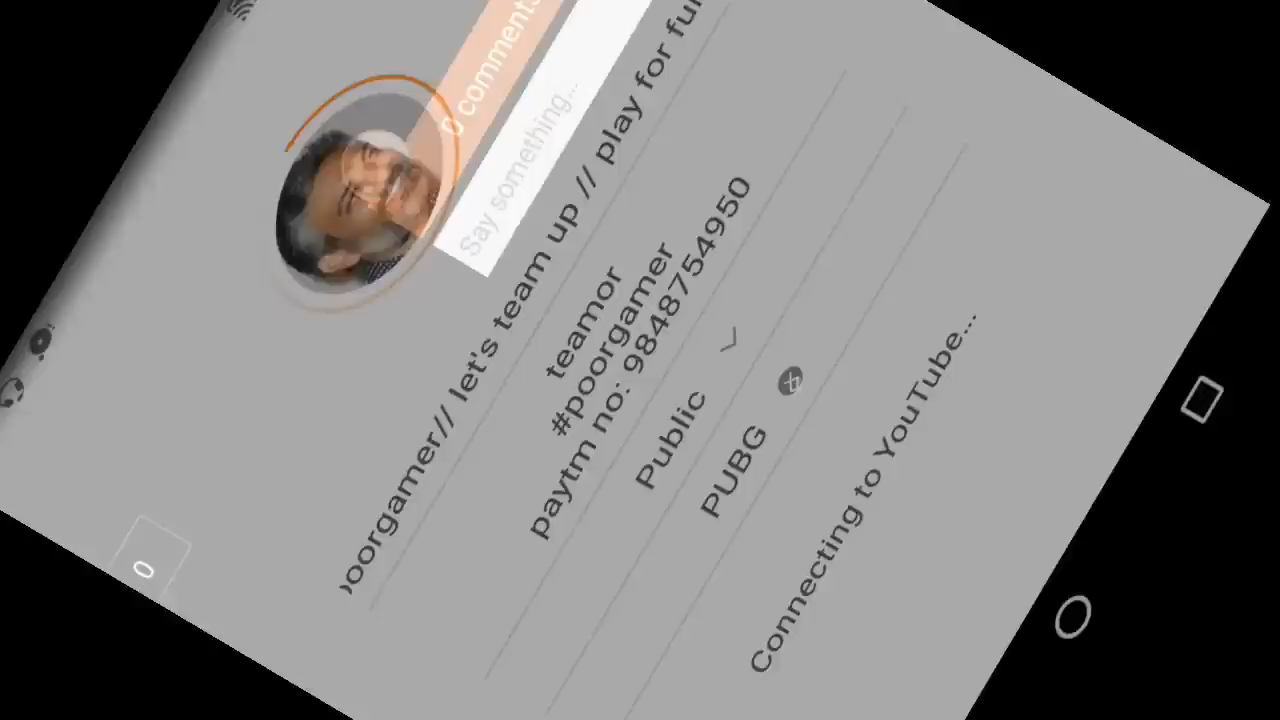 0 comments
Say something...
oorgamer// let's team up // play for fun
teamor
#poorgamer
paytm no: 9848754950
Public
PUBG
Connecting to YouTube...
0